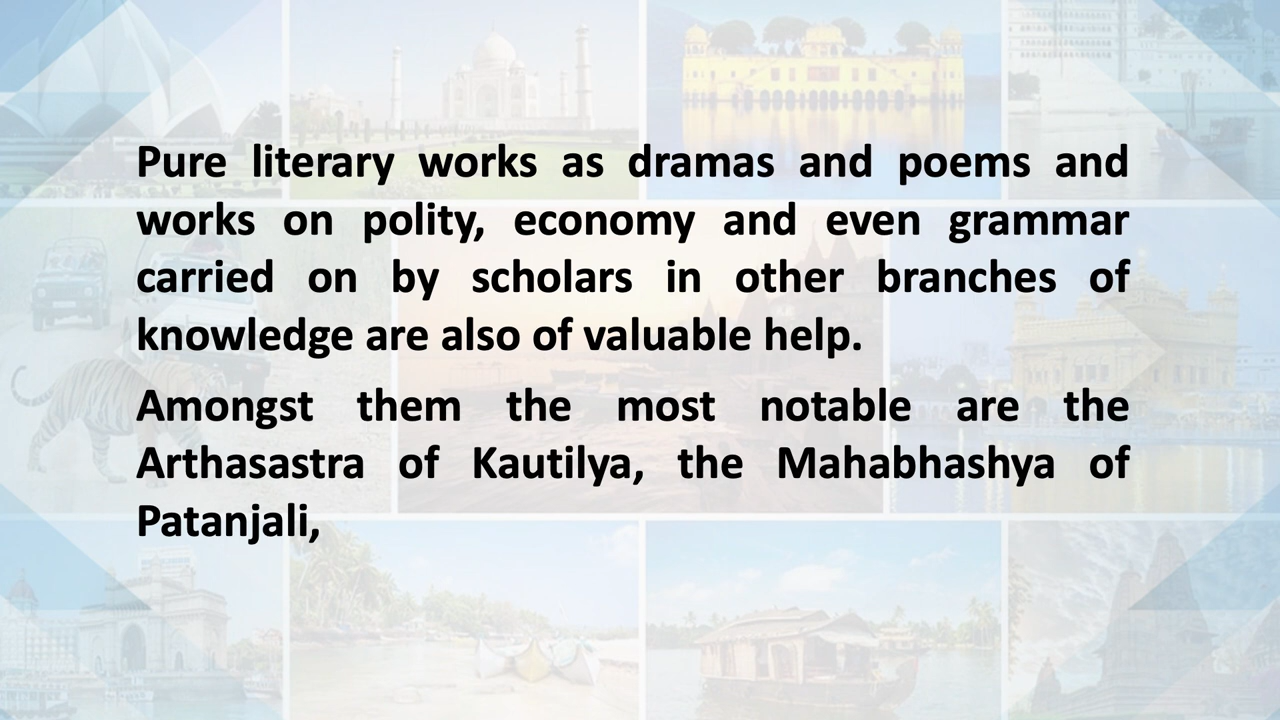 Pure literary works as dramas and poems and
works on polity, economy and even grammar
carried on by scholars in other branches of
knowledge are also of valuable help.
Amongst them the most notable are the
Arthasastra of Kautilya, the Mahabhashya of
Patanjali,